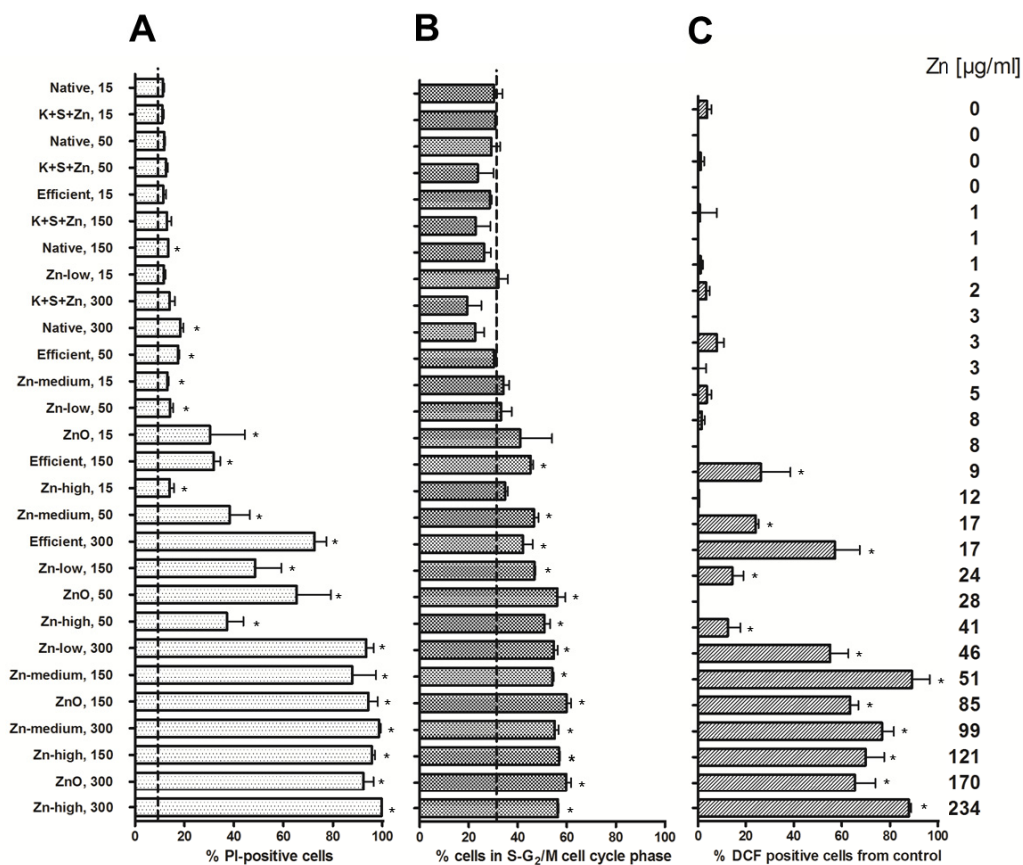 A B C
Zn [µg/ml]
Native, 15
K+S+Zn, 15 0
Native, 50 0
K+S+Zn, 50 0
Efficient, 15 0
K+S+Zn, 150 1
Native, 150 * 1
Zn-low, 15 1
K+S+Zn, 300 2
Native, 300 * 3
Efficient, 50 * 3
Zn-medium, 15 * 3
Zn-low, 50 * 5
ZnO, 15 * 8
Efficient, 150 * * 8
Zn-high, 15 * * 9
Zn-medium, 50 * * 12
Efficient, 300 * * * 17
Zn-low, 150 * * * 17
ZnO, 50 * * * 24
Zn-high, 50 * * 28
Zn-low, 300 * * * 41
Zn-medium, 150 * * * 46
ZnO, 150 * * * 51
Zn-medium, 300 * * * 85
Zn-high, 150 * * * 99
ZnO, 300 * * * 121
Zn-high, 300 * * * 170
234
0 20 40 60 80 100 0 20 40 60 80 100 0 20 40 60 80 100
% PI-positive cells % cells in S-G₂/M cell cycle phase % DCF positive cells from control